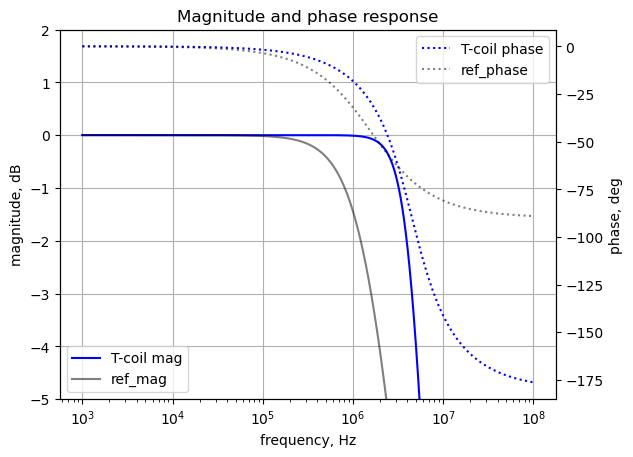 Magnitude and phase response
2
1
0
−1
−2
−3
−4
−5
magnitude, dB
0
−25
−50
−75
−100
−125
−150
−175
phase, deg
T-coil phase
ref_phase
T-coil mag
ref_mag
10³ 10⁴ 10⁵ 10⁶ 10⁷ 10⁸
frequency, Hz